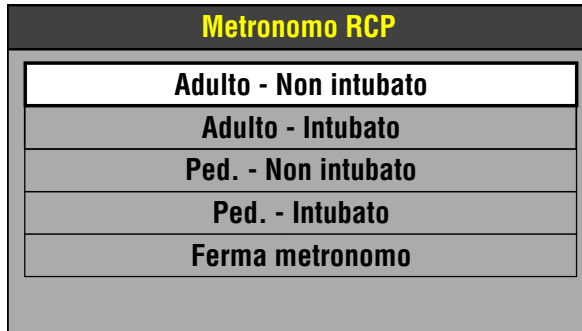 Metronomo RCP
Adulto - Non intubato
Adulto - Intubato
Ped. - Non intubato
Ped. - Intubato
Ferma metronomo